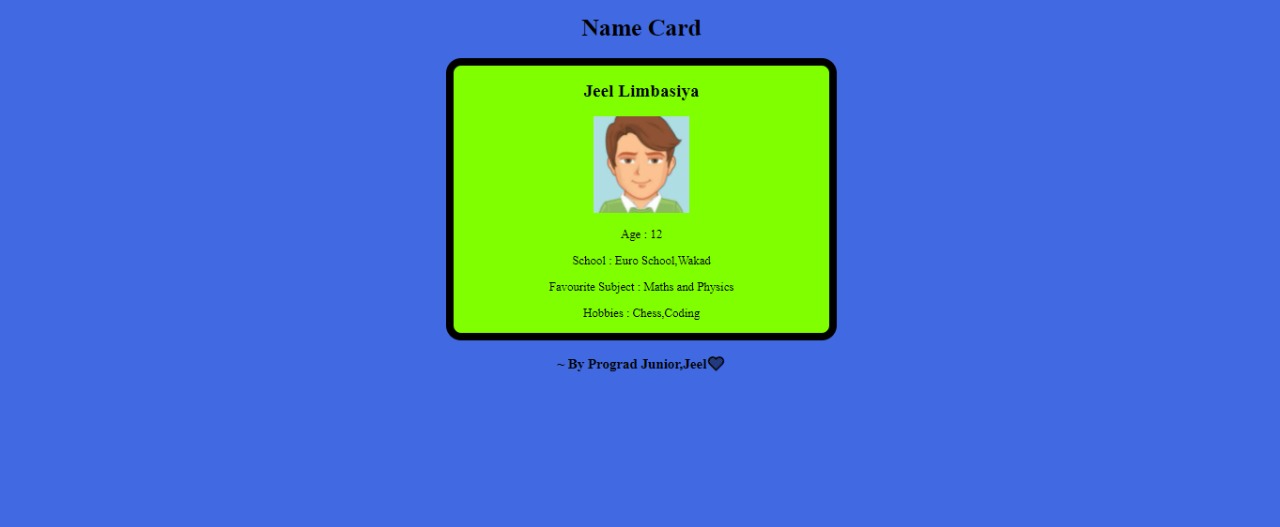 Name Card
Jeel Limbasiya
Age : 12
School : Euro School,Wakad
Favourite Subject : Maths and Physics
Hobbies : Chess,Coding
~ By Prograd Junior,Jeel🖤